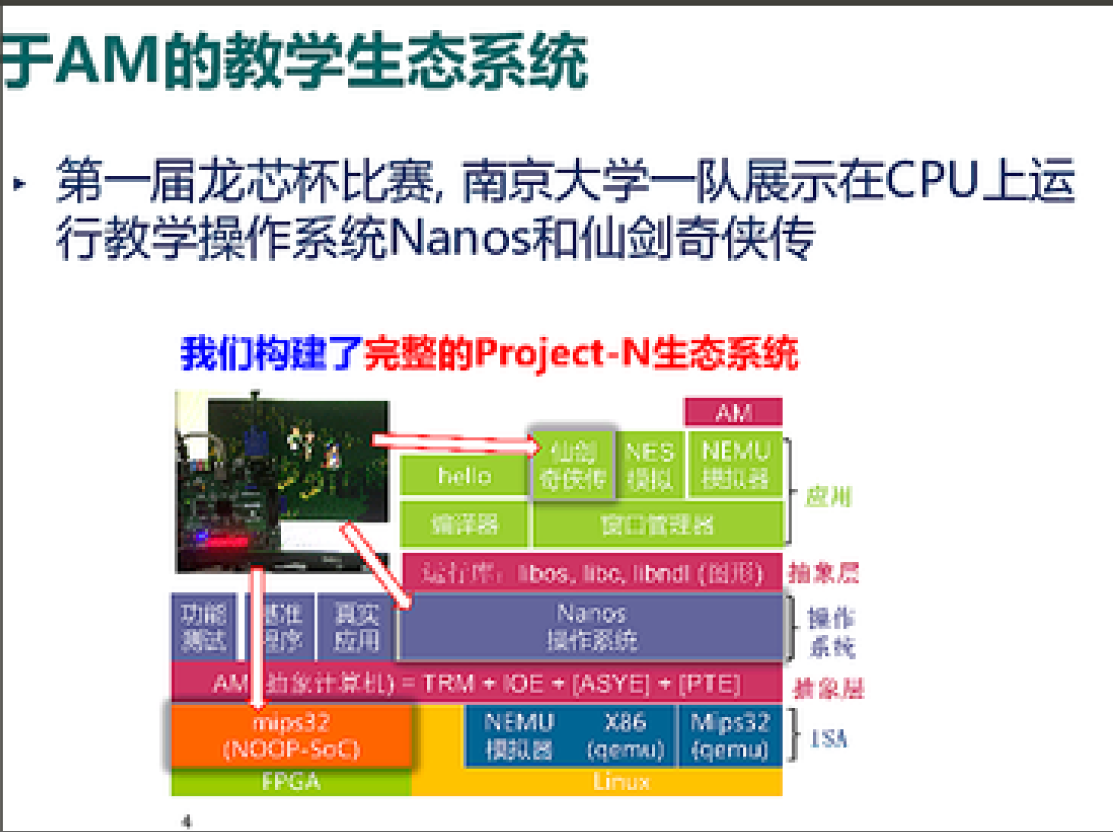 于AM的教学生态系统
‣ 第一届龙芯杯比赛, 南京大学一队展示在CPU上运
行教学操作系统Nanos和仙剑奇侠传
我们构建了完整的Project-N生态系统
AM
hello
仙剑
奇侠传
NES
模拟
NEMU
模拟器
应用
编译器
窗口管理器
运行库: libos, libc, libndl (图形)
抽象层
功能
测试
基准
程序
真实
应用
Nanos
操作系统
操作
系统
AM(抽象计算机) = TRM + IOE + [ASYE] + [PTE]
抽象层
mips32
(NOOP-SoC)
NEMU
模拟器
X86
(qemu)
Mips32
(qemu)
ISA
FPGA
Linux
4